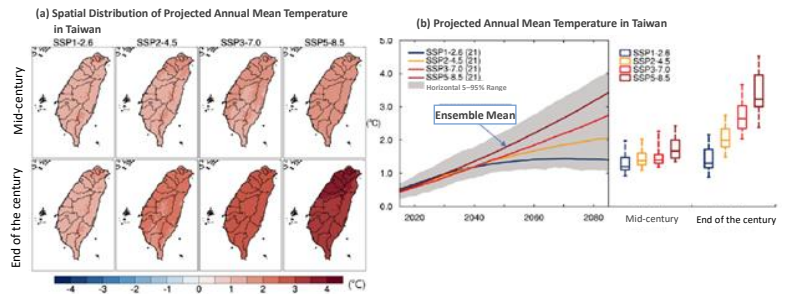 (a) Spatial Distribution of Projected Annual Mean Temperature
in Taiwan
SSP1-2.6 SSP2-4.5 SSP3-7.0 SSP5-8.5
Mid-century
End of the century
-4 -3 -2 -1 0 1 2 3 4 (°C)
(b) Projected Annual Mean Temperature in Taiwan
(°C)
5.0
4.0
3.0
2.0
1.0
0.0
SSP1-2.6 (21)
SSP2-4.5 (21)
SSP3-7.0 (21)
SSP5-8.5 (21)
Horizontal 5–95% Range
Ensemble Mean
2020 2040 2060 2080
SSP1-2.6
SSP2-4.5
SSP3-7.0
SSP5-8.5
Mid-century End of the century